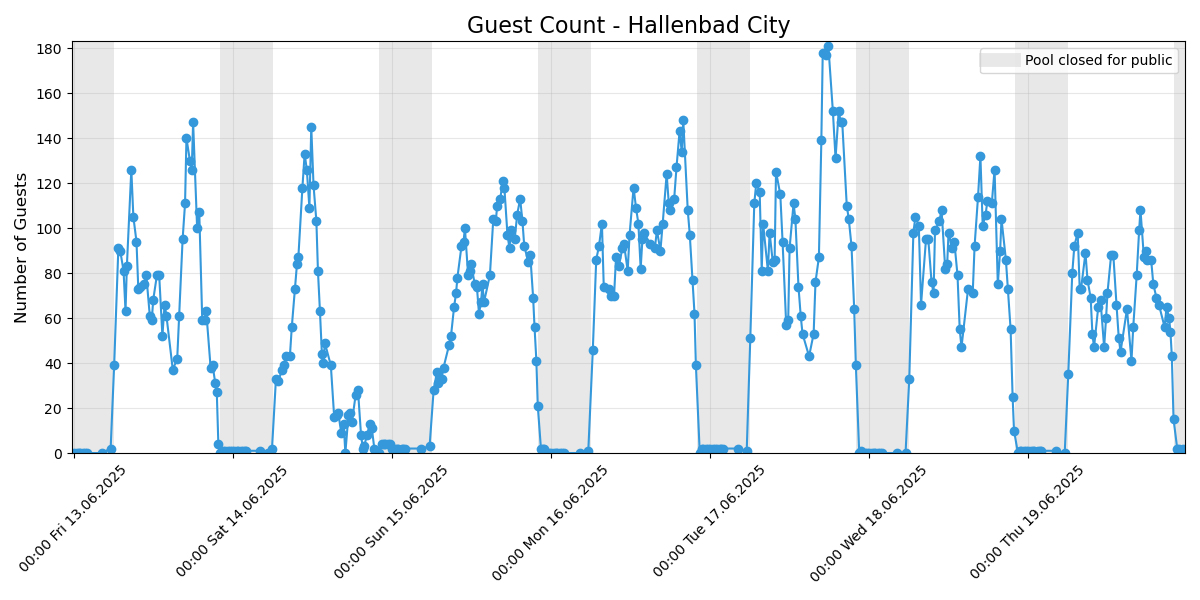 Guest Count - Hallenbad City
Pool closed for public
Number of Guests
180
160
140
120
100
80
60
40
20
0
00:00 Fri 13.06.2025
00:00 Sat 14.06.2025
00:00 Sun 15.06.2025
00:00 Mon 16.06.2025
00:00 Tue 17.06.2025
00:00 Wed 18.06.2025
00:00 Thu 19.06.2025